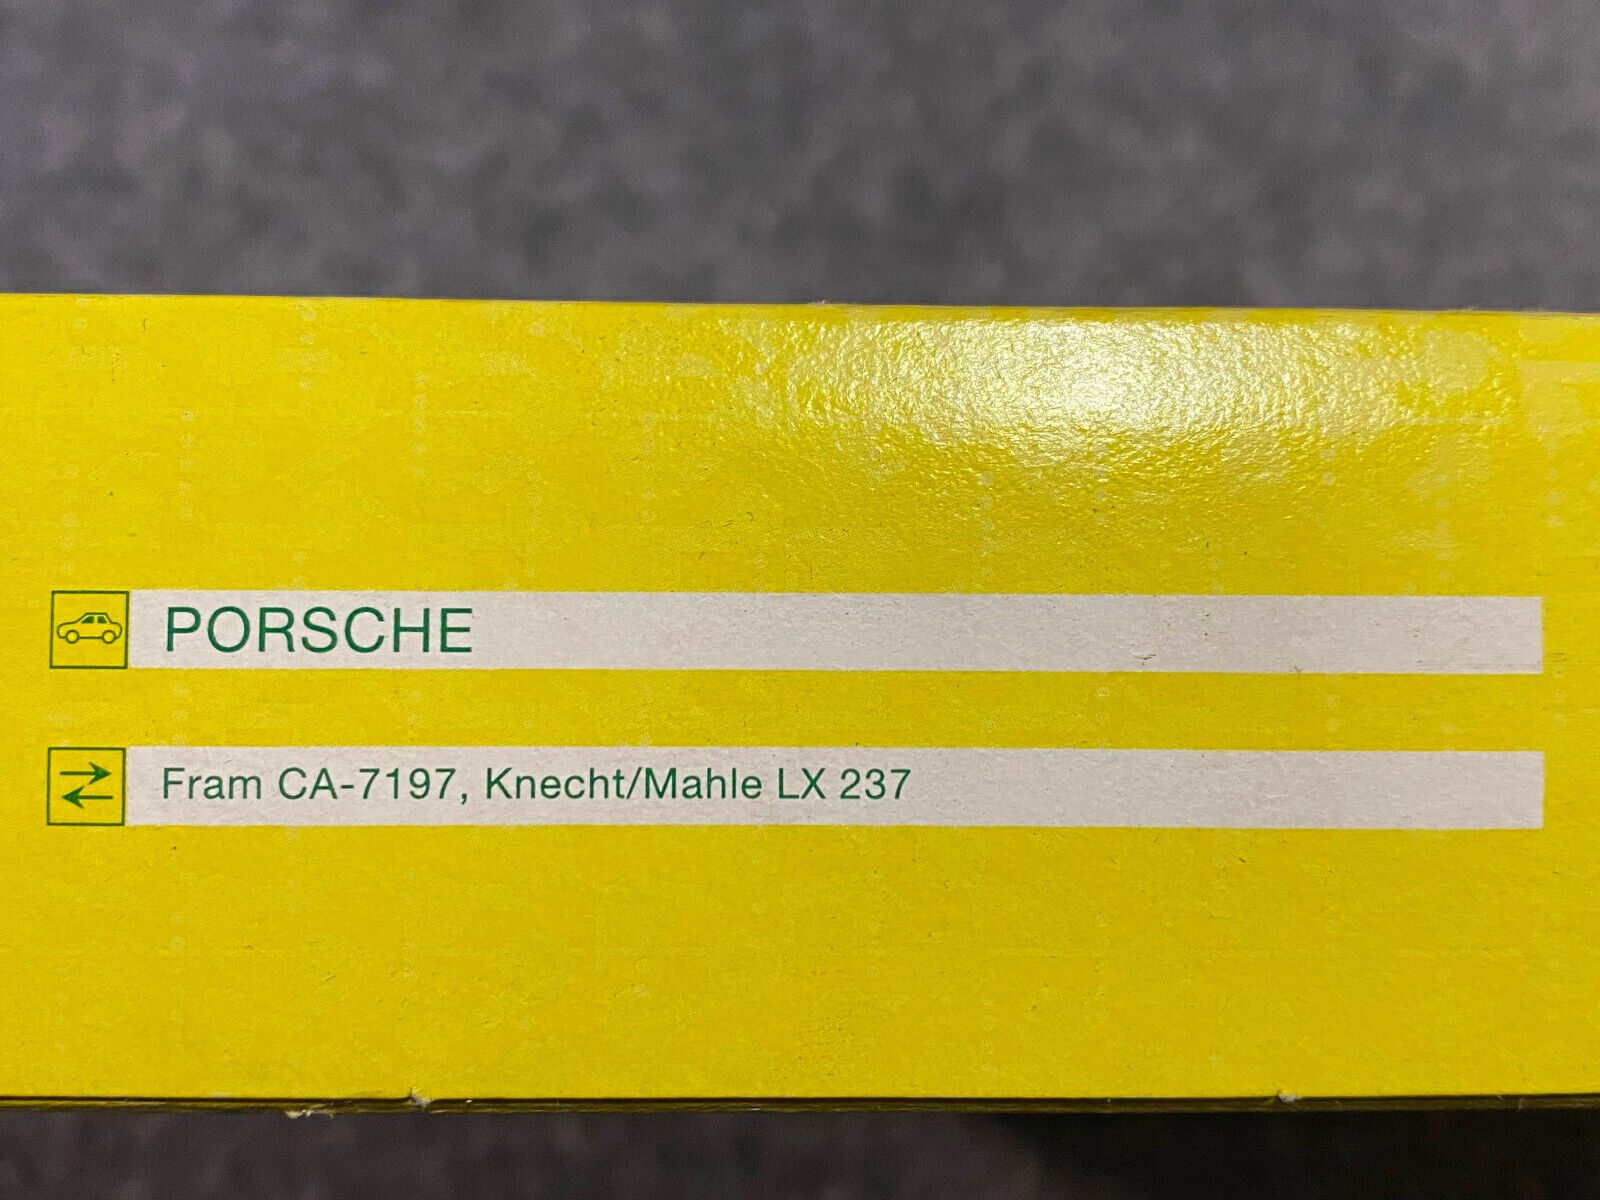 PORSCHE
Fram CA-7197, Knecht/Mahle LX 237